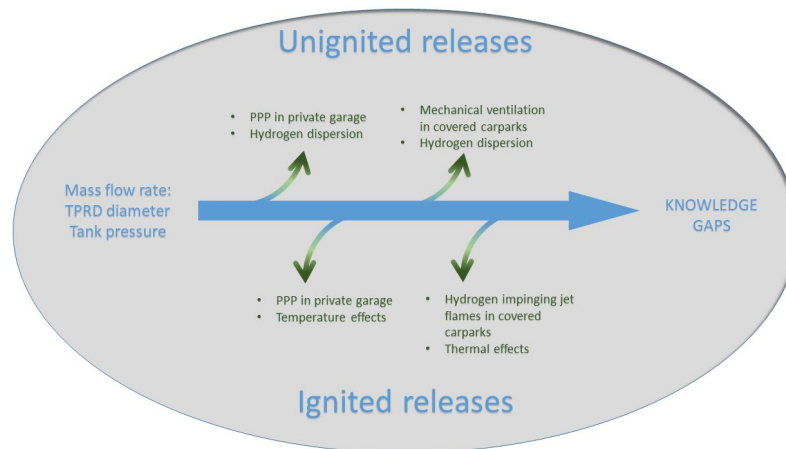 Unignited releases
• PPP in private garage
• Hydrogen dispersion
• Mechanical ventilation
in covered carparks
• Hydrogen dispersion
Mass flow rate:
TPRD diameter
Tank pressure
KNOWLEDGE
GAPS
• PPP in private garage
• Temperature effects
• Hydrogen impinging jet
flames in covered
carparks
• Thermal effects
Ignited releases